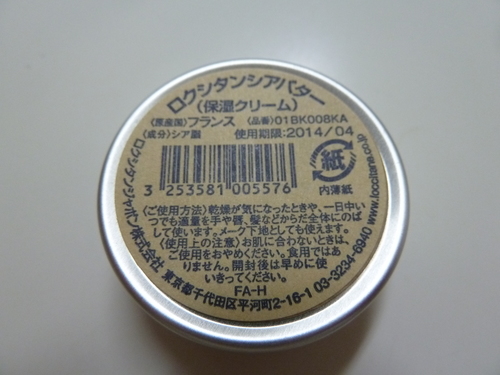 ロクシタンシアバター
(保湿クリーム)
〈原産国〉フランス 〈品番〉01BK008KA
〈成分〉シア脂 使用期限:2014/04
3 253581 005576
紙
内薄紙
〈ご使用方法〉乾燥が気になったときや、一日中い
つでも適量を手や唇、髪などからだ全体にのば
して使います。メーク下地としても使えます。
〈使用上の注意〉お肌に合わないときは、
ご使用をおやめください。食用ではあ
りません。開封後は早めに使
いきってください。
FA-H
ロクシタンジャポン株式会社 東京都千代田区平河町2-16-1 03-3234-6940 www.loccitane.co.jp